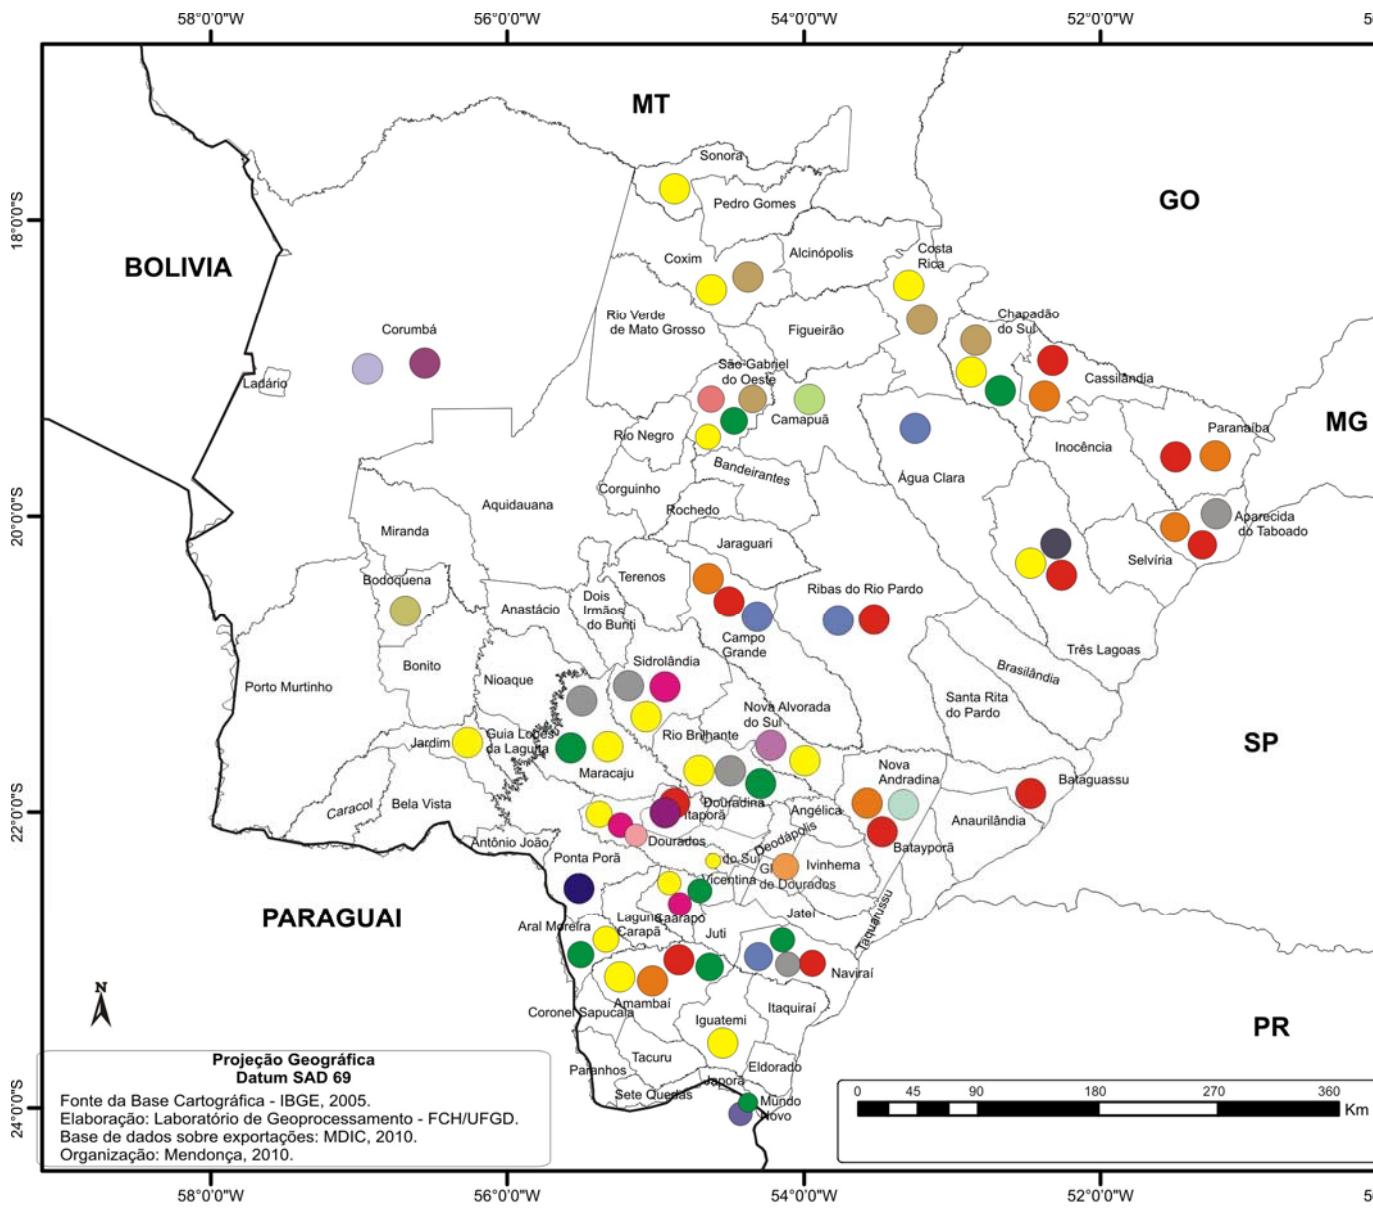 58°0'0"W
56°0'0"W
54°0'0"W
52°0'0"W
MT
Sonora
Pedro Gomes
GO
18°0'0"S
BOLIVIA
Coxim
Alcinópolis
Costa
Rica
Rio Verde
de Mato Grosso
Figueirão
Chapadão
do Sul
Corumbá
Ladário
São Gabriel
do Oeste
Cassilândia
Camapuã
MG
Paranaíba
Rio Negro
Inocência
Bandeirantes
Água Clara
Corguinho
Aquidauana
Rochedo
20°0'0"S
Aparecida
do Taboado
Miranda
Jaraguari
Selvíria
Bodoquena
Terenos
Ribas do Rio Pardo
Anastácio
Dois
Irmãos
do Buriti
Campo
Grande
Três Lagoas
Sidrolândia
Bonito
Brasilândia
Porto Murtinho
Nioaque
Santa Rita
do Pardo
Nova Alvorada
do Sul
SP
Jardim
Guia Lopes
da Laguna
Rio Brilhante
Maracaju
Nova
Andradina
Bataguassu
22°0'0"S
Caracol
Bela Vista
Douradina
Itaporã
Angélica
Anaurilândia
Antônio João
Dourados
Deodápolis
Batayporã
Ponta Porã
do Sul
Ivinhema
Gl
de Dourados
Vicentina
PARAGUAI
Aral Moreira
Laguna
Carapã
Caarapó
Juti
Jateí
Taquarussu
Naviraí
Amambaí
Coronel Sapucaia
Itaquiraí
N
Iguatemi
PR
Tacuru
Paranhos
Eldorado
Japorã
Sete Quedas
Mundo
Novo
24°0'0"S
Projeção Geográfica
Datum SAD 69
Fonte da Base Cartográfica - IBGE, 2005.
Elaboração: Laboratório de Geoprocessamento - FCH/UFGD.
Base de dados sobre exportações: MDIC, 2010.
Organização: Mendonça, 2010.
0 45 90 180 270 360
Km
58°0'0"W
56°0'0"W
54°0'0"W
52°0'0"W